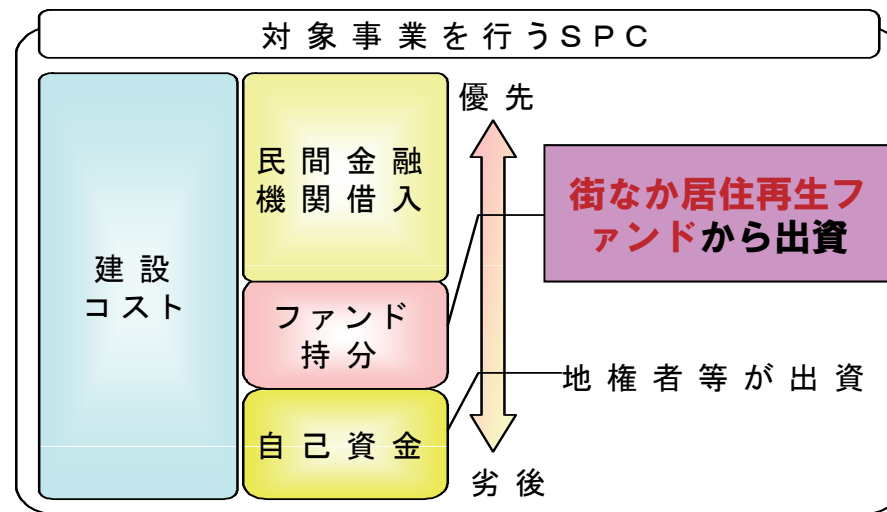 対象事業を行うSPC
建設
コスト
民間金融
機関借入
ファンド
持分
自己資金
優先
劣後
街なか居住再生フ
ァンドから出資
地権者等が出資